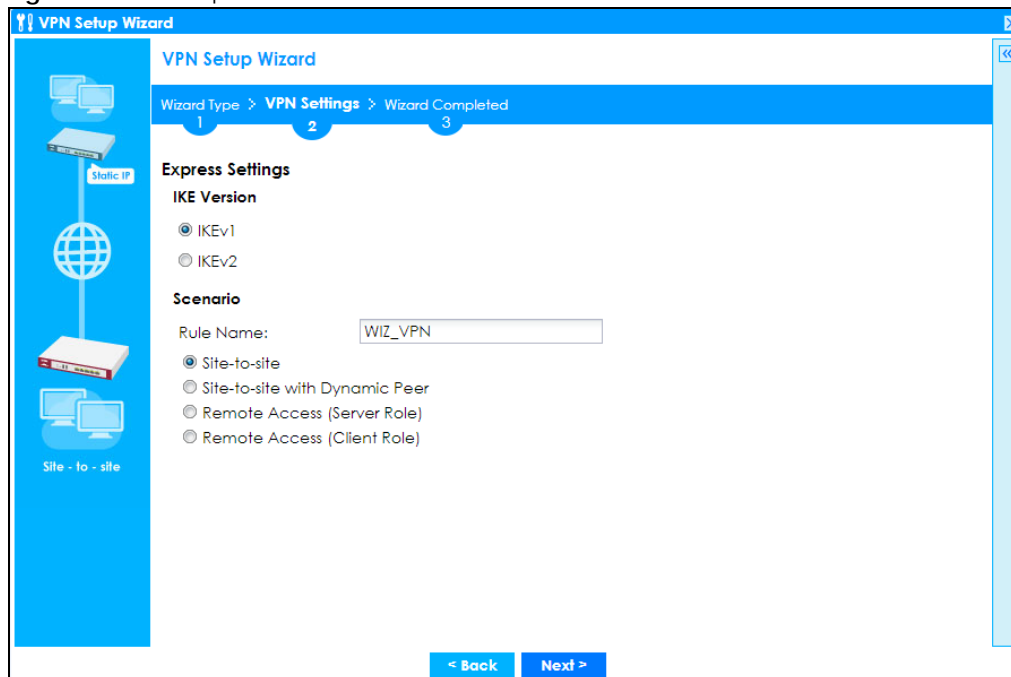 VPN Setup Wizard
VPN Setup Wizard
Wizard Type > VPN Settings > Wizard Completed
1 2 3
Static IP
Express Settings
IKE Version
IKEv1
IKEv2
Scenario
Rule Name: WIZ_VPN
Site-to-site
Site-to-site with Dynamic Peer
Remote Access (Server Role)
Remote Access (Client Role)
Site - to - site
< Back Next >